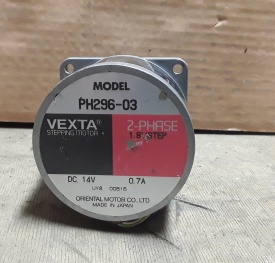 MODEL
PH296-03
VEXTA®
STEPPING MOTOR
2-PHASE
1.8°/STEP
DC 14V 0.7A
ORIENTAL MOTOR CO., LTD.
MADE IN JAPAN